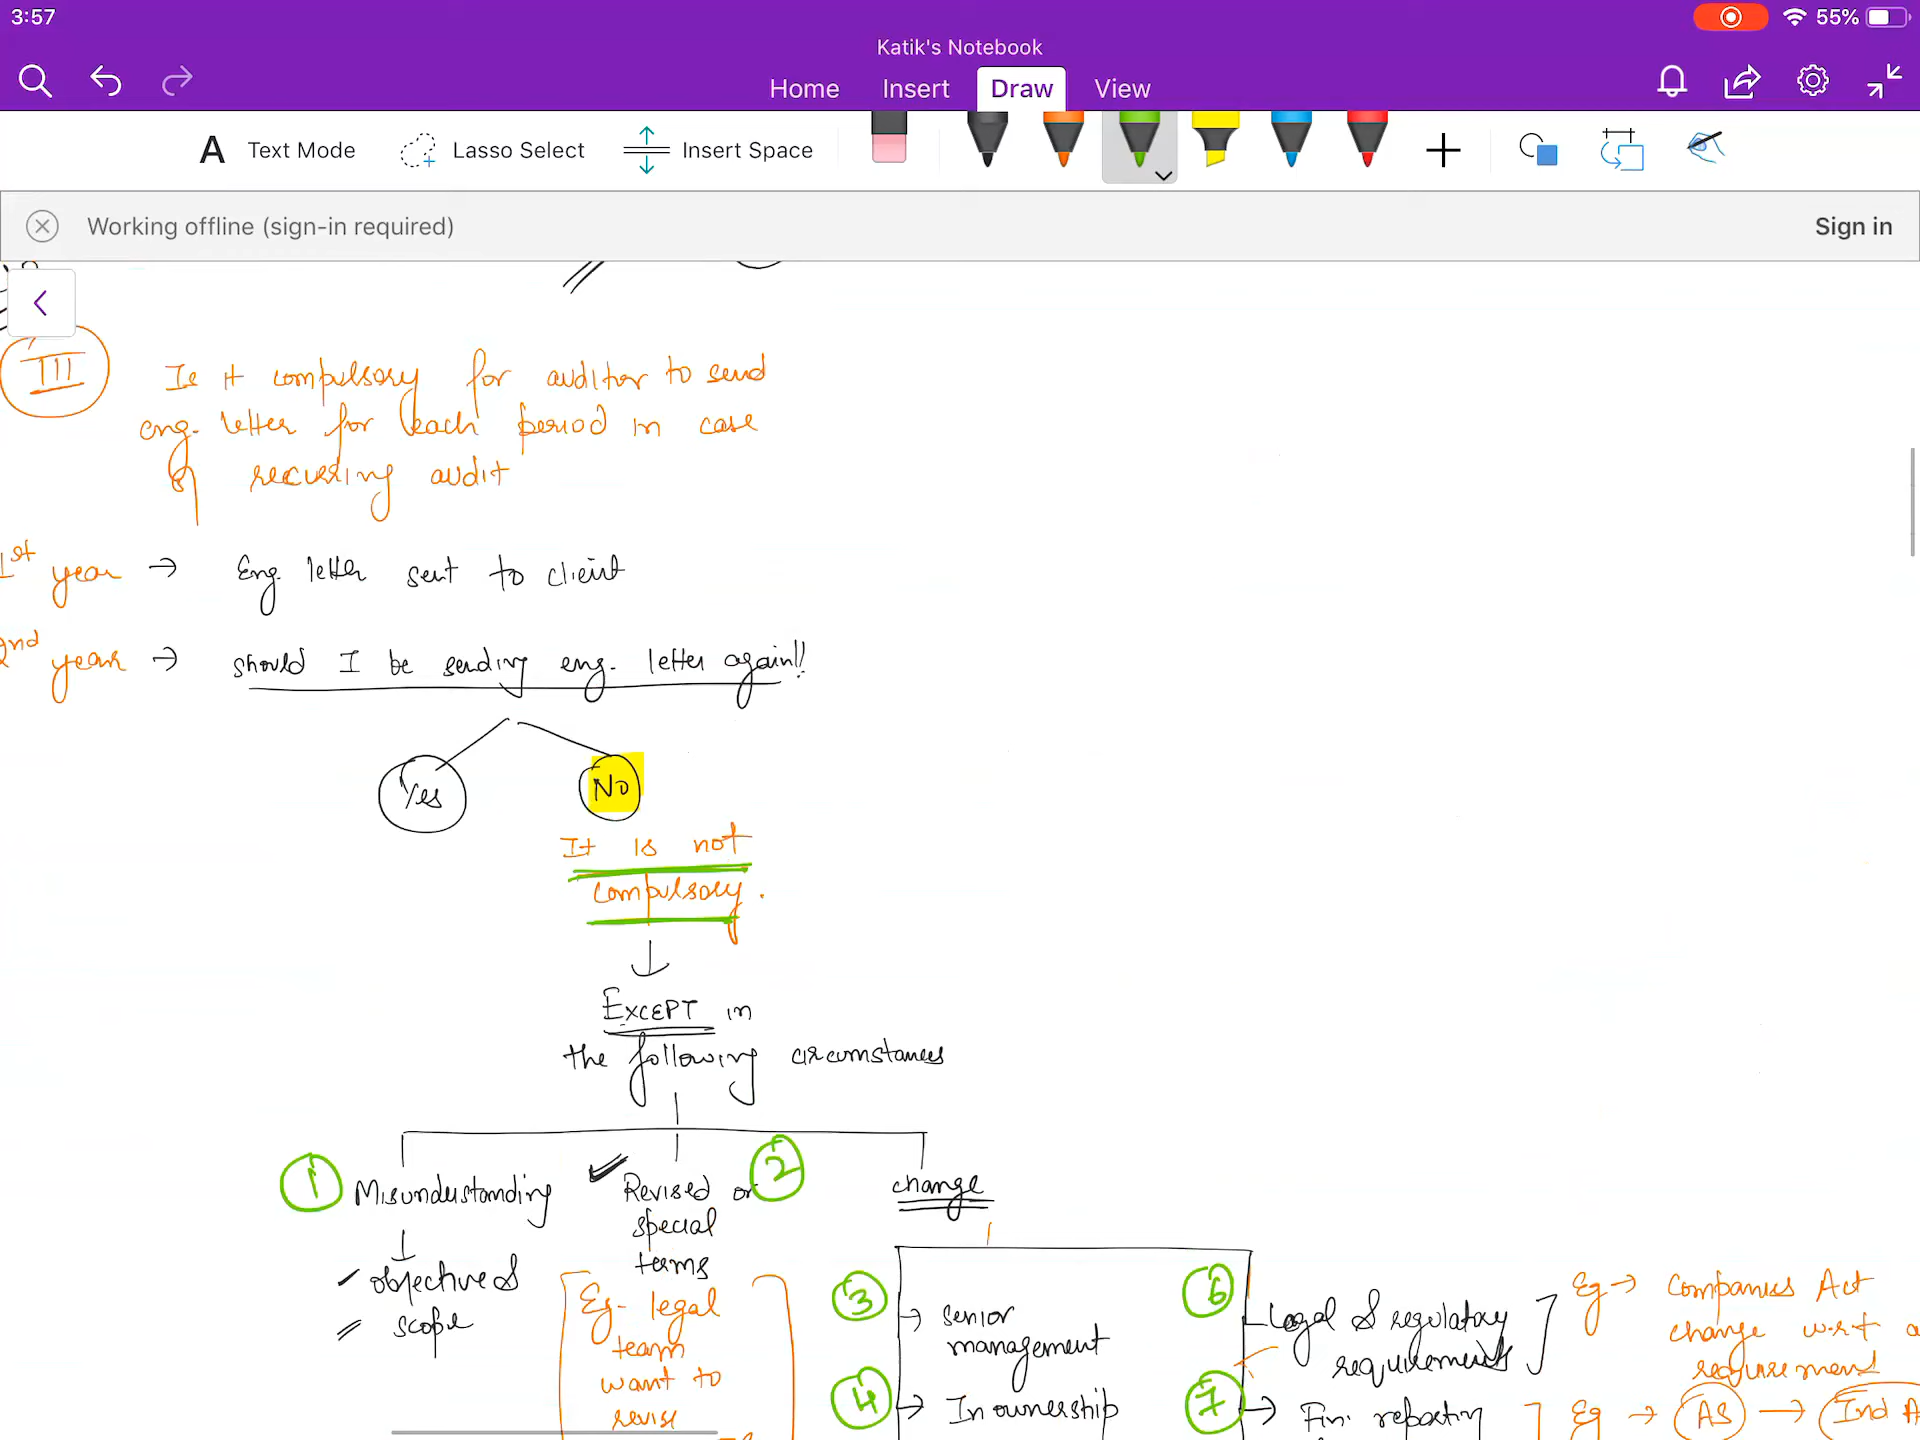 3:57
55%
Katik's Notebook
Home Insert Draw View
Text Mode Lasso Select Insert Space
Working offline (sign-in required) Sign in
III
Is it compulsory for auditor to send
eng. letter for each period in case
of recurring audit
1st year → Eng. letter sent to client
2nd year → should I be sending eng. letter again!!
Yes No
It is not
compulsory.
EXCEPT in
the following circumstances
1 Misunderstanding
objective &
scope
2 Revised or
special
terms
Eg- legal
team
want to
revise
change
3 → senior
management
4 → In ownership
6 Legal & regulatory
requirements
Eg → Companies Act
change w.r.t
requirement
7 → Fin. reporting
Eg → AS → Ind A